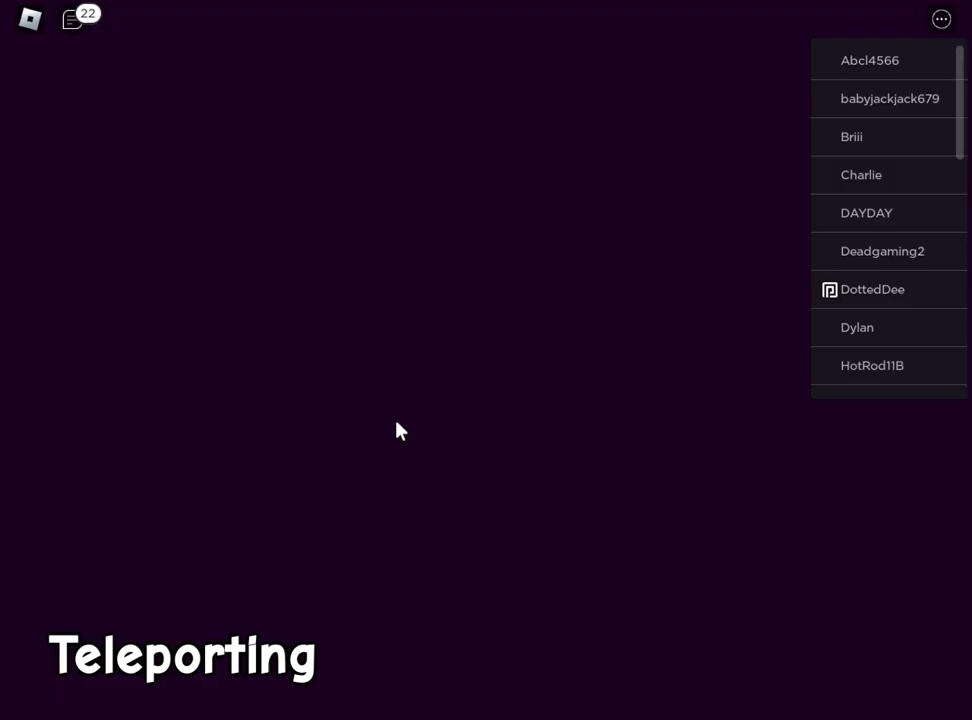 22
Abcl4566
babyjackjack679
Briii
Charlie
DAYDAY
Deadgaming2
DottedDee
Dylan
HotRod11B
Teleporting